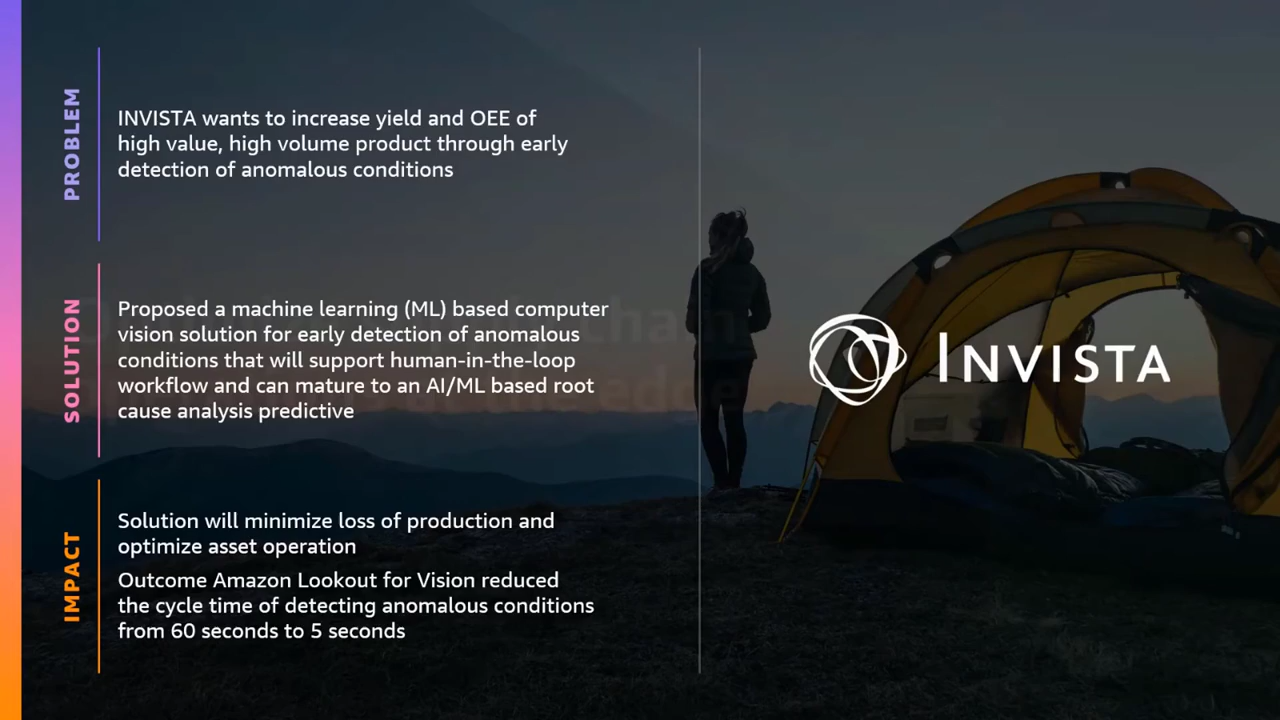 PROBLEM
INVISTA wants to increase yield and OEE of
high value, high volume product through early
detection of anomalous conditions
SOLUTION
Proposed a machine learning (ML) based computer
vision solution for early detection of anomalous
conditions that will support human-in-the-loop
workflow and can mature to an AI/ML based root
cause analysis predictive
IMPACT
Solution will minimize loss of production and
optimize asset operation
Outcome Amazon Lookout for Vision reduced
the cycle time of detecting anomalous conditions
from 60 seconds to 5 seconds
INVISTA